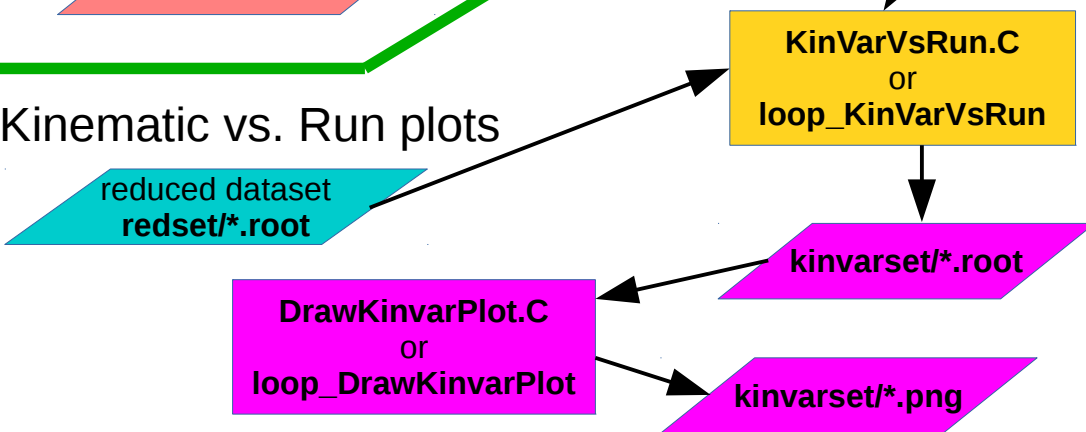 KinVarVsRun.C
or
loop_KinVarVsRun
Kinematic vs. Run plots
reduced dataset
redset/*.root
kinvarset/*.root
DrawKinvarPlot.C
or
loop_DrawKinvarPlot
kinvarset/*.png